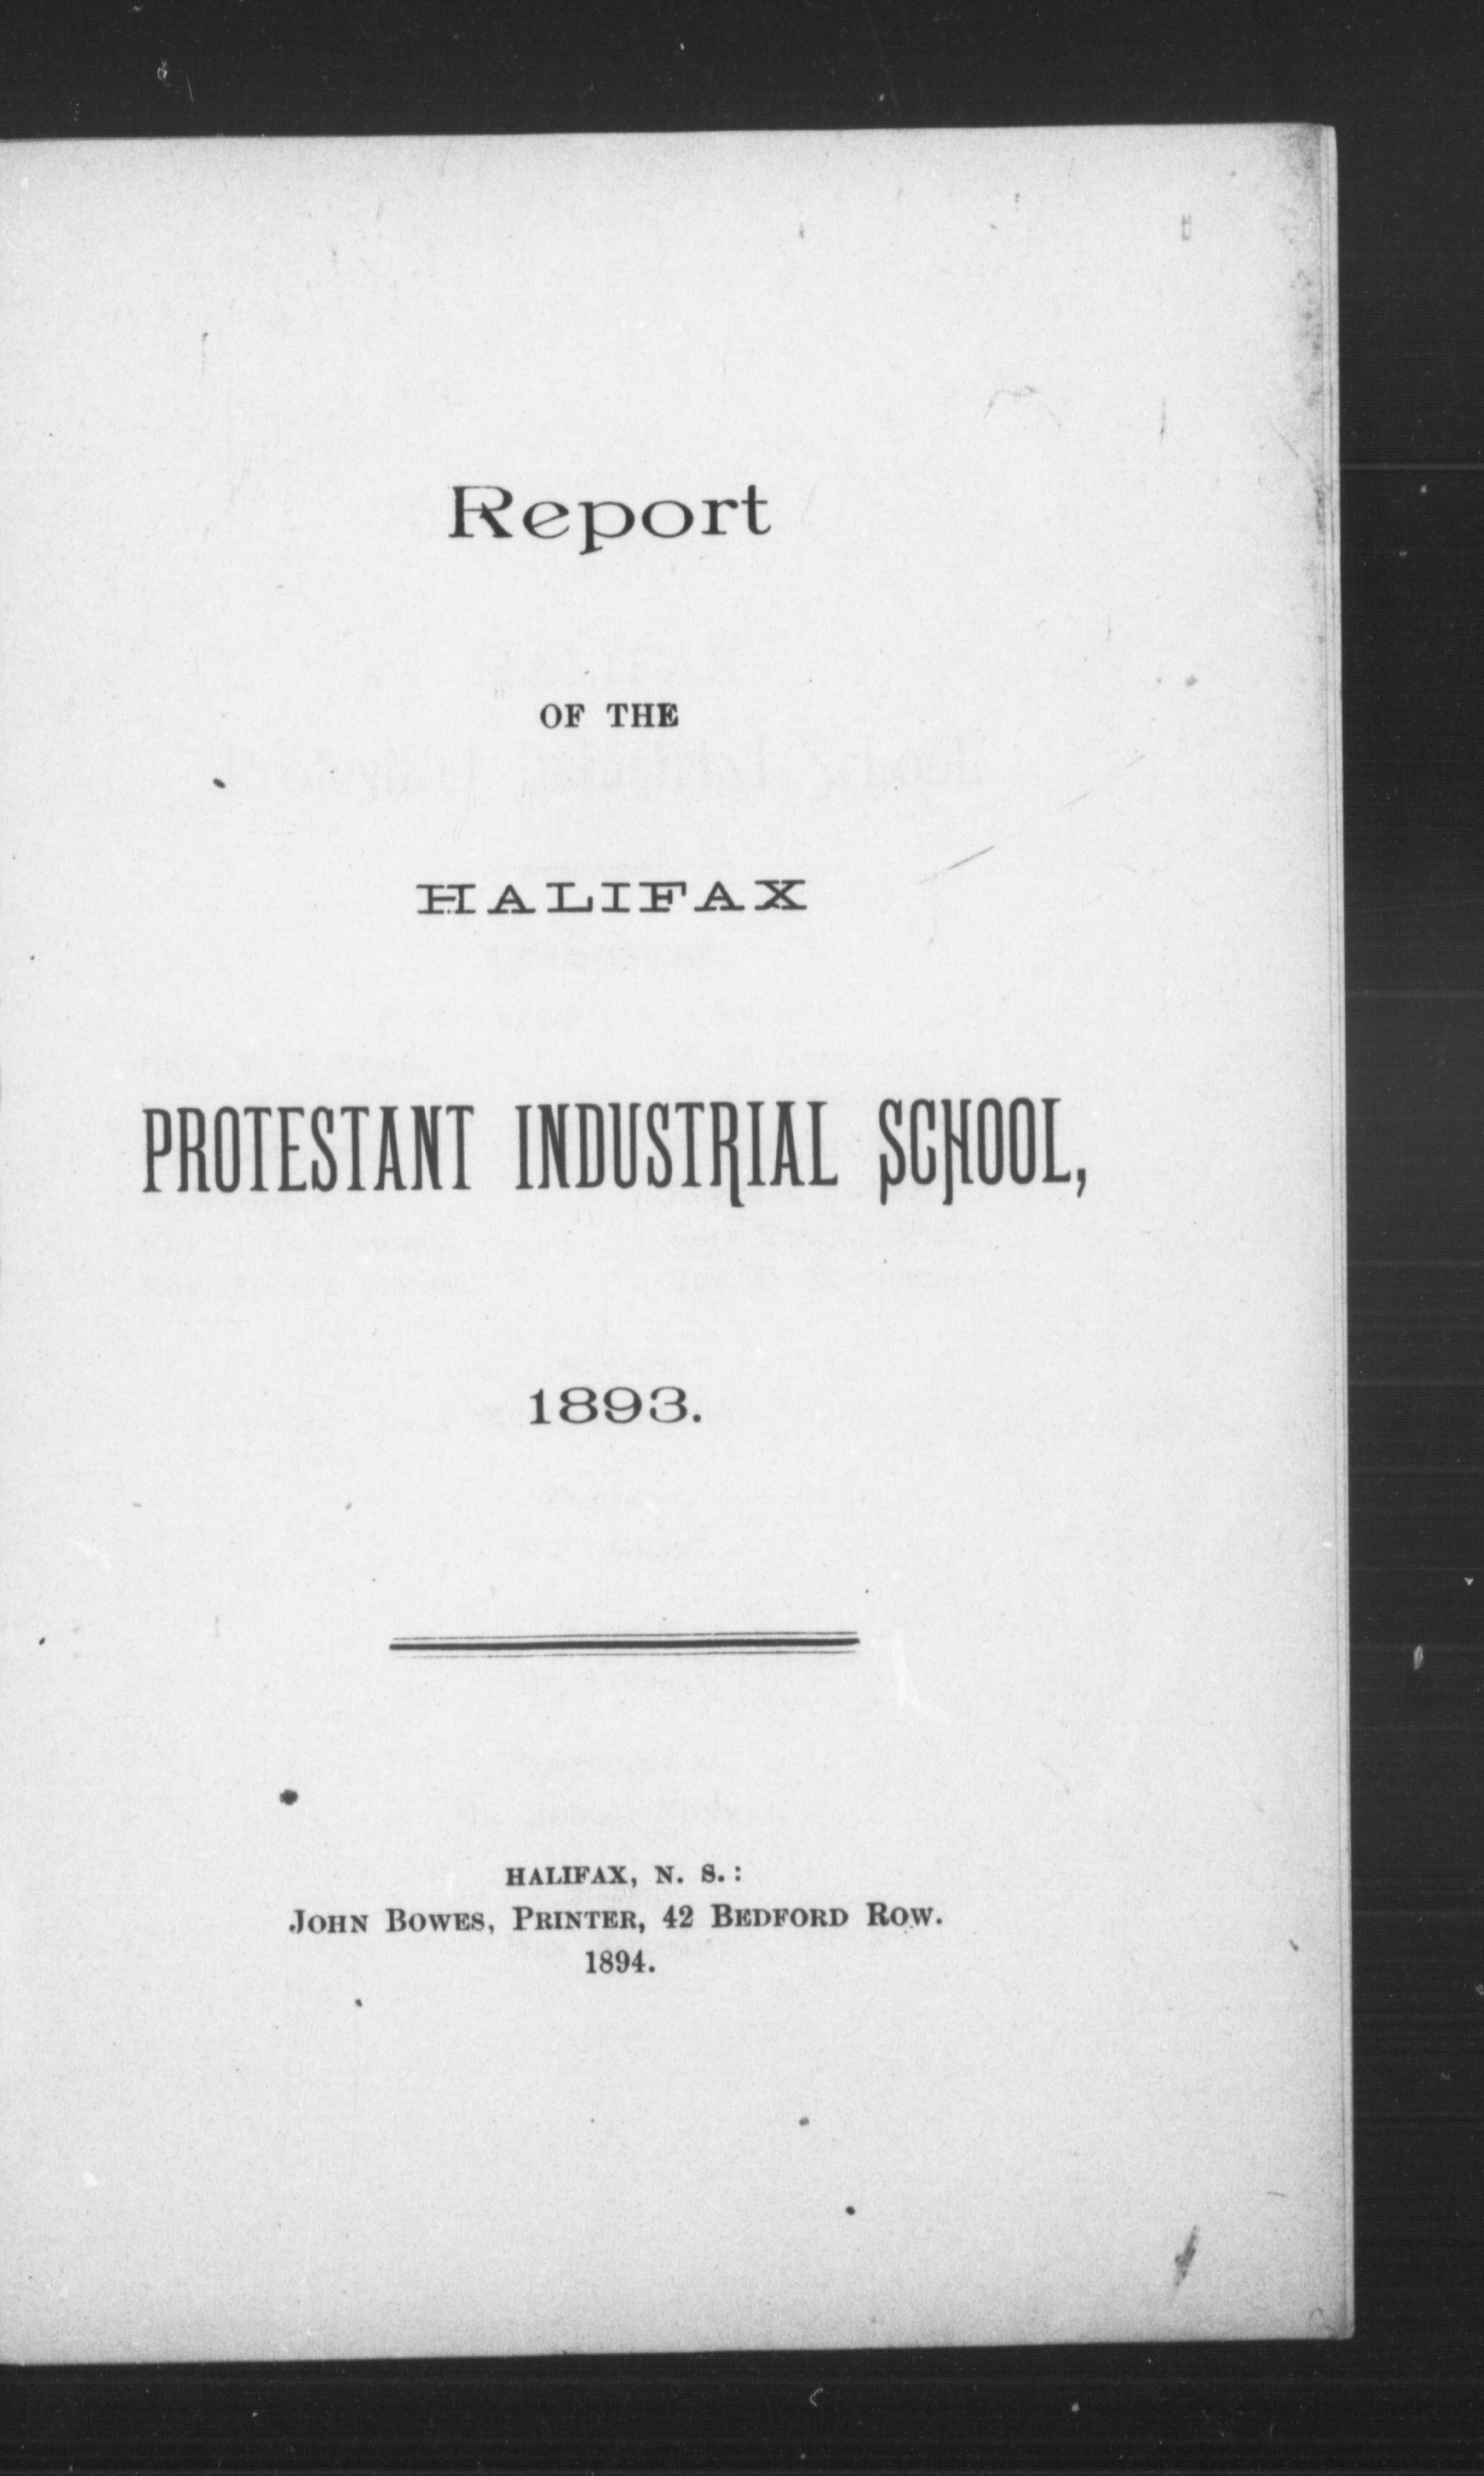 Report
OF THE
HALIFAX
PROTESTANT INDUSTRIAL SCHOOL,
1893.
HALIFAX, N. S.:
JOHN BOWES, PRINTER, 42 BEDFORD ROW.
1894.